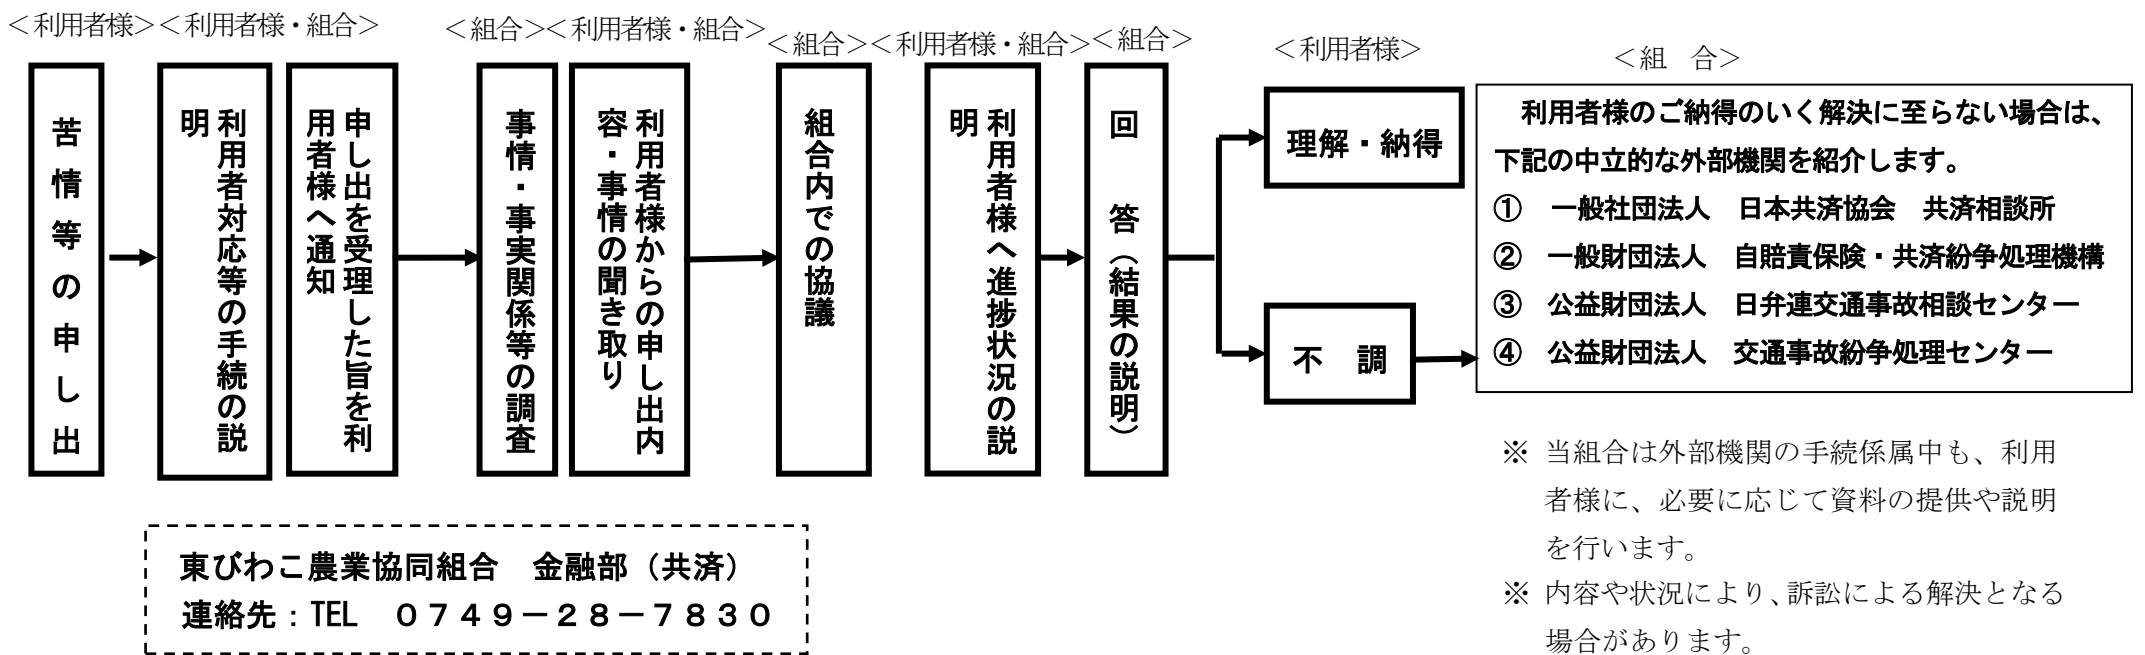 ＜利用者様＞
＜利用者様・組合＞
＜組合＞
＜利用者様・組合＞
＜組合＞
＜利用者様・組合＞
＜組合＞
＜利用者様＞
＜組　合＞
苦情等の申し出
利用者対応等の手続の説
明
申し出を受理した旨を利
用者様へ通知
事情・事実関係等の調査
利用者様からの申し出内
容・事情の聞き取り
組合内での協議
利用者様へ進捗状況の説
明
回　答（結果の説明）
理解・納得
不　調
利用者様のご納得のいく解決に至らない場合は、
下記の中立的な外部機関を紹介します。
①　一般社団法人　日本共済協会　共済相談所
②　一般財団法人　自賠責保険・共済紛争処理機構
③　公益財団法人　日弁連交通事故相談センター
④　公益財団法人　交通事故紛争処理センター
※ 当組合は外部機関の手続係属中も、利用
者様に、必要に応じて資料の提供や説明
を行います。
※ 内容や状況により、訴訟による解決となる
場合があります。
東びわこ農業協同組合　金融部（共済）
連絡先：TEL　０７４９－２８－７８３０